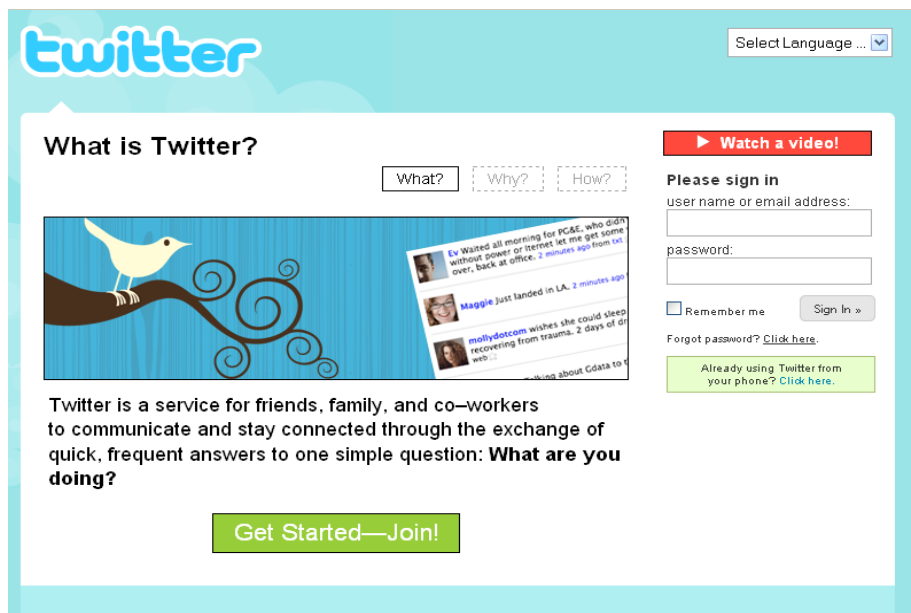 twitter
Select Language ...
What is Twitter?
What?
Why?
How?
Ev Waited all morning for PG&E, who didn
without power or Iternet let me get some
over, back at office. 2 minutes ago from txt
Maggie Just landed in LA. 2 minutes ago
mollydotcom wishes she could sleep
recovering from trauma. 2 days of dr
web
Talking about Gdata to t
Twitter is a service for friends, family, and co–workers
to communicate and stay connected through the exchange of
quick, frequent answers to one simple question: What are you
doing?
Get Started—Join!
Watch a video!
Please sign in
user name or email address:
password:
Remember me
Sign In »
Forgot password? Click here.
Already using Twitter from
your phone? Click here.